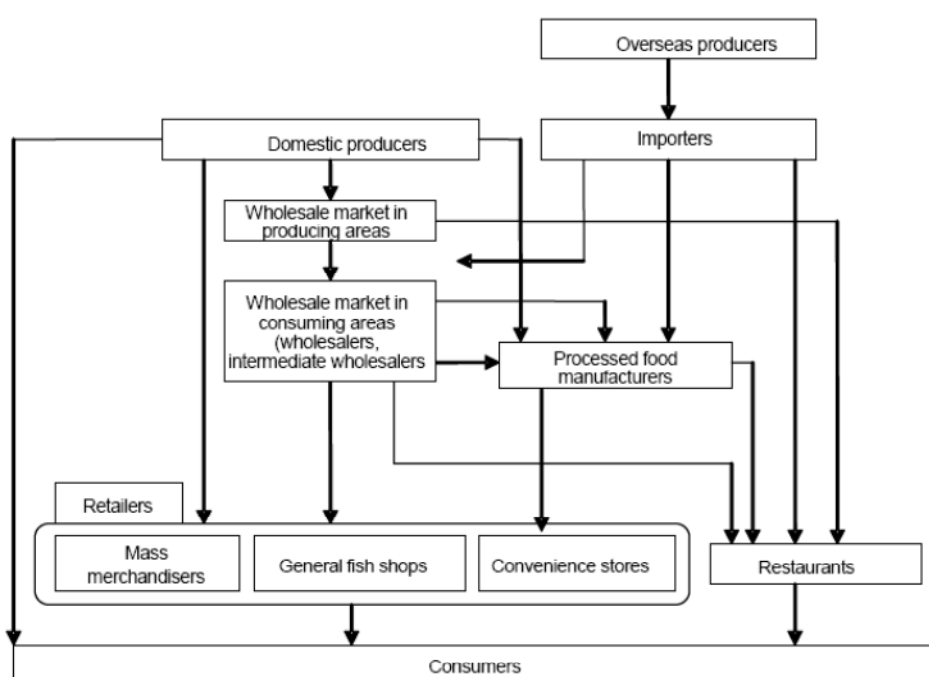 Overseas producers
Domestic producers
Importers
Wholesale market in
producing areas
Wholesale market in
consuming areas
(wholesalers,
intermediate wholesalers
Processed food
manufacturers
Retailers
Mass
merchandisers
General fish shops
Convenience stores
Restaurants
Consumers